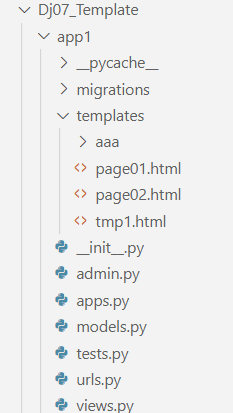 Dj07_Template
app1
__pycache__
migrations
templates
aaa
page01.html
page02.html
tmp1.html
__init__.py
admin.py
apps.py
models.py
tests.py
urls.py
views.py